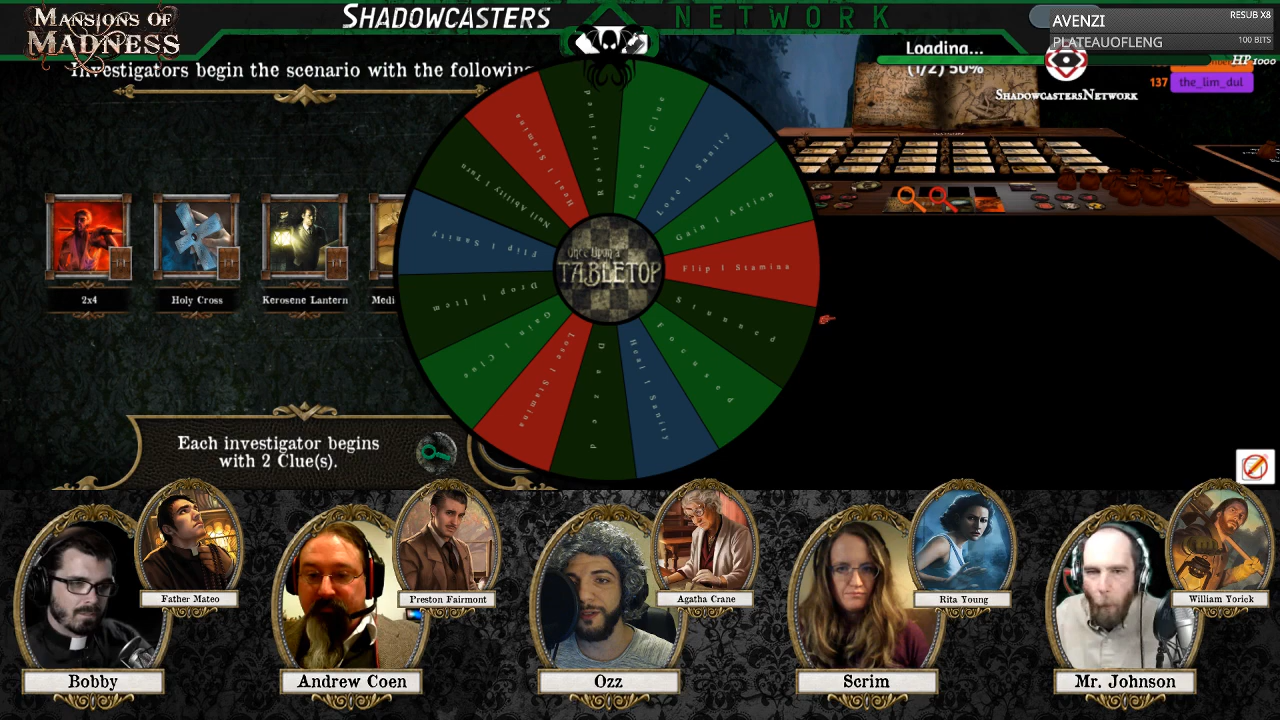 MANSIONS OF
MADNESS
SHADOWCASTERS
NETWORK
AVENZI
RESUB X8
PLATEAUOFLENG
100 BITS
Loading...
(1/2) 50%
HP 1000
137 the_lim_dul
SHADOWCASTERSNETWORK
Investigators begin the scenario with the following
2x4
Holy Cross
Kerosene Lantern
Medi
Restrained
Lose 1 Clue
Lose 1 Sanity
Gain 1 Action
Flip 1 Stamina
Stunned
Focused
Heal 1 Sanity
Dazed
Lose 1 Stamina
Gain 1 Clue
Drop 1 Item
Flip 1 Sanity
Null Ability 1 Turn
Heal 1 Stamina
Once Upon a
TABLETOP
Each investigator begins
with 2 Clue(s).
Father Mateo
Preston Fairmont
Agatha Crane
Rita Young
William Yorick
Bobby
Andrew Coen
Ozz
Scrim
Mr. Johnson